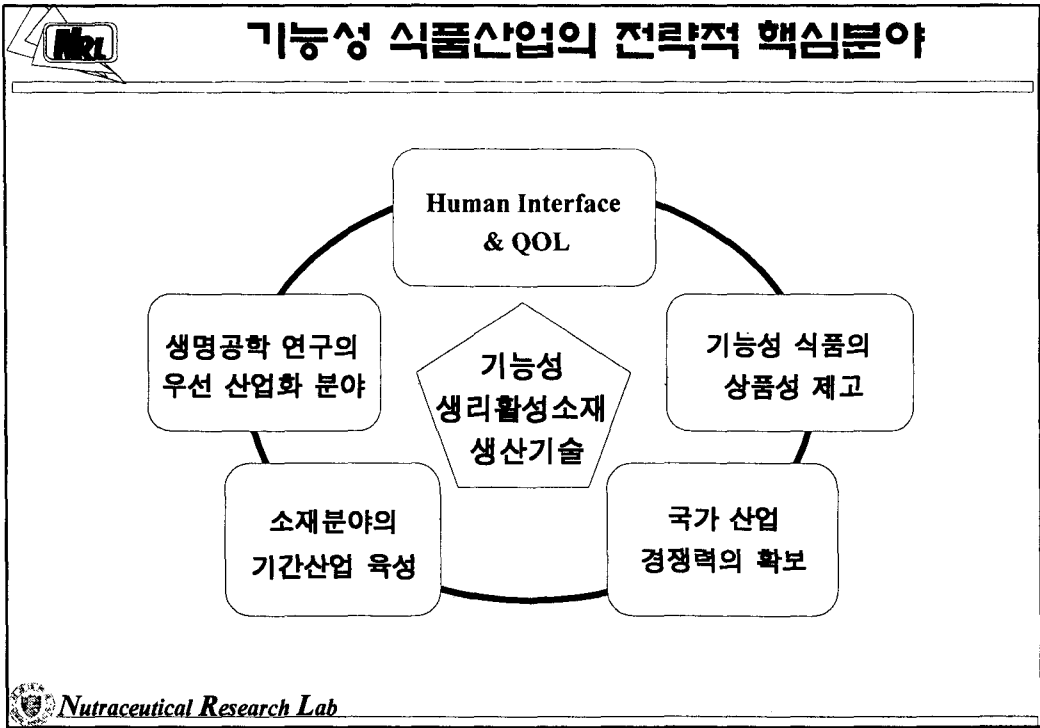 NRL
기능성 식품산업의 전략적 핵심분야
Human Interface
& QOL
생명공학 연구의
우선 산업화 분야
기능성 식품의
상품성 제고
기능성
생리활성소재
생산기술
소재분야의
기간산업 육성
국가 산업
경쟁력의 확보
Nutraceutical Research Lab